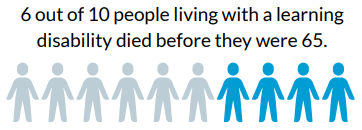 6 out of 10 people living with a learning
disability died before they were 65.